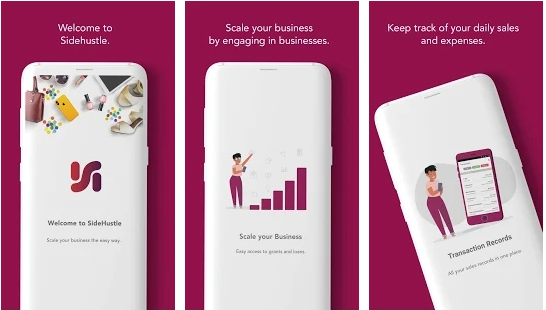 Welcome to
Sidehustle.
Welcome to SideHustle
Scale your business the easy way.
Scale your business
by engaging in businesses.
Scale your Business
Easy access to grants and loans.
Keep track of your daily sales
and expenses.
Transaction Records
All your sales records in one place.